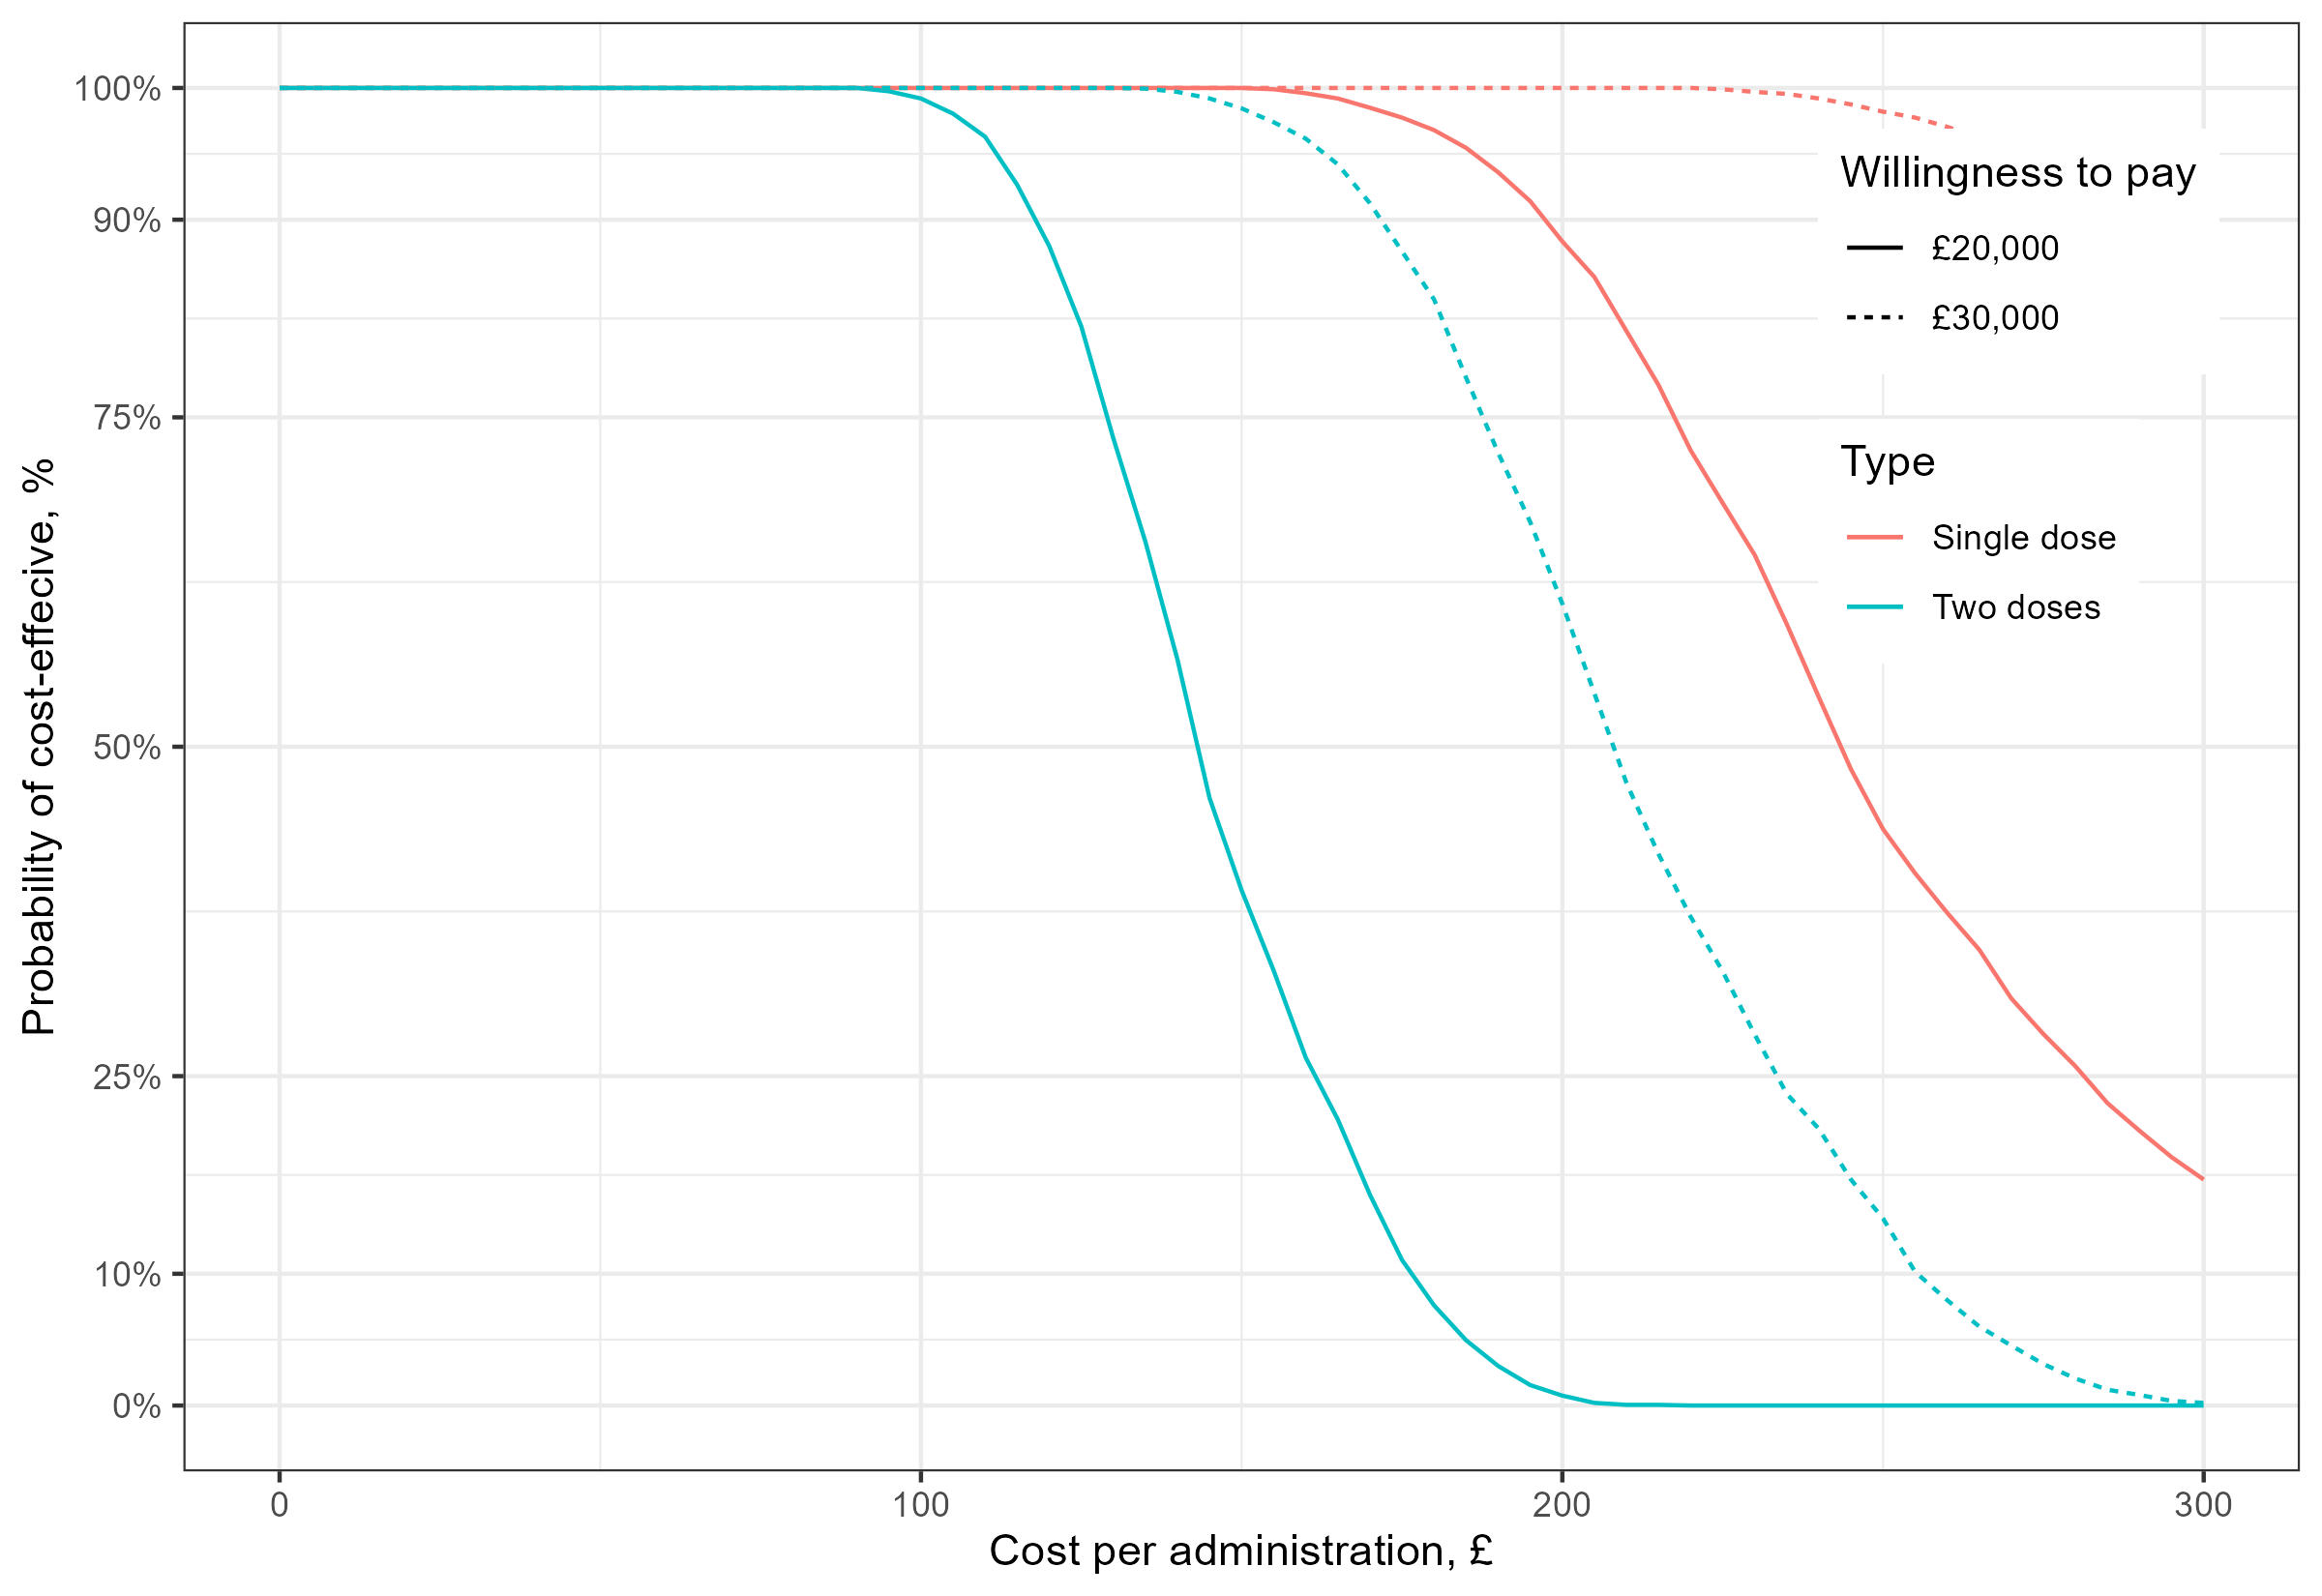 Probability of cost-effecive, %
100%
90%
75%
50%
25%
10%
0%
0
100
200
300
Cost per administration, £
Willingness to pay
£20,000
£30,000
Type
Single dose
Two doses